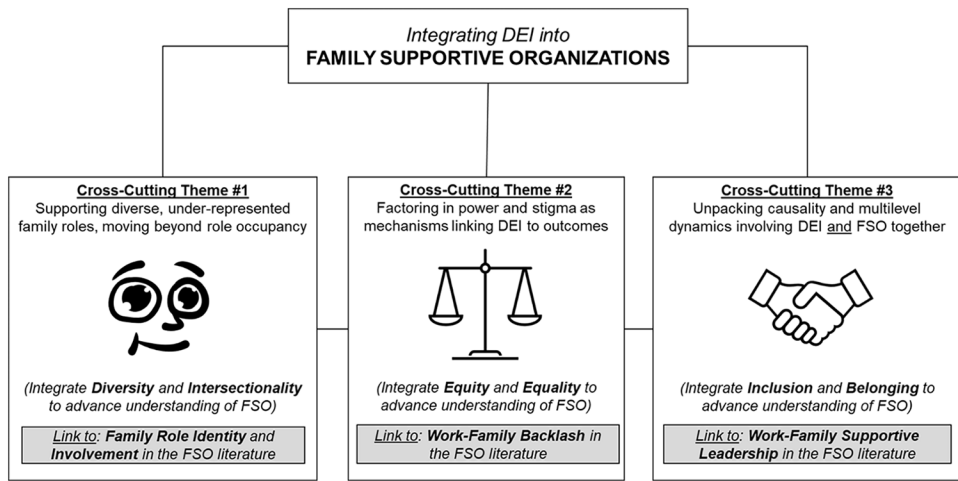 Integrating DEI into
FAMILY SUPPORTIVE ORGANIZATIONS
Cross-Cutting Theme #1
Supporting diverse, under-represented
family roles, moving beyond role occupancy
(Integrate Diversity and Intersectionality
to advance understanding of FSO)
Link to: Family Role Identity and
Involvement in the FSO literature
Cross-Cutting Theme #2
Factoring in power and stigma as
mechanisms linking DEI to outcomes
(Integrate Equity and Equality to
advance understanding of FSO)
Link to: Work-Family Backlash in
the FSO literature
Cross-Cutting Theme #3
Unpacking causality and multilevel
dynamics involving DEI and FSO together
(Integrate Inclusion and Belonging to
advance understanding of FSO)
Link to: Work-Family Supportive
Leadership in the FSO literature